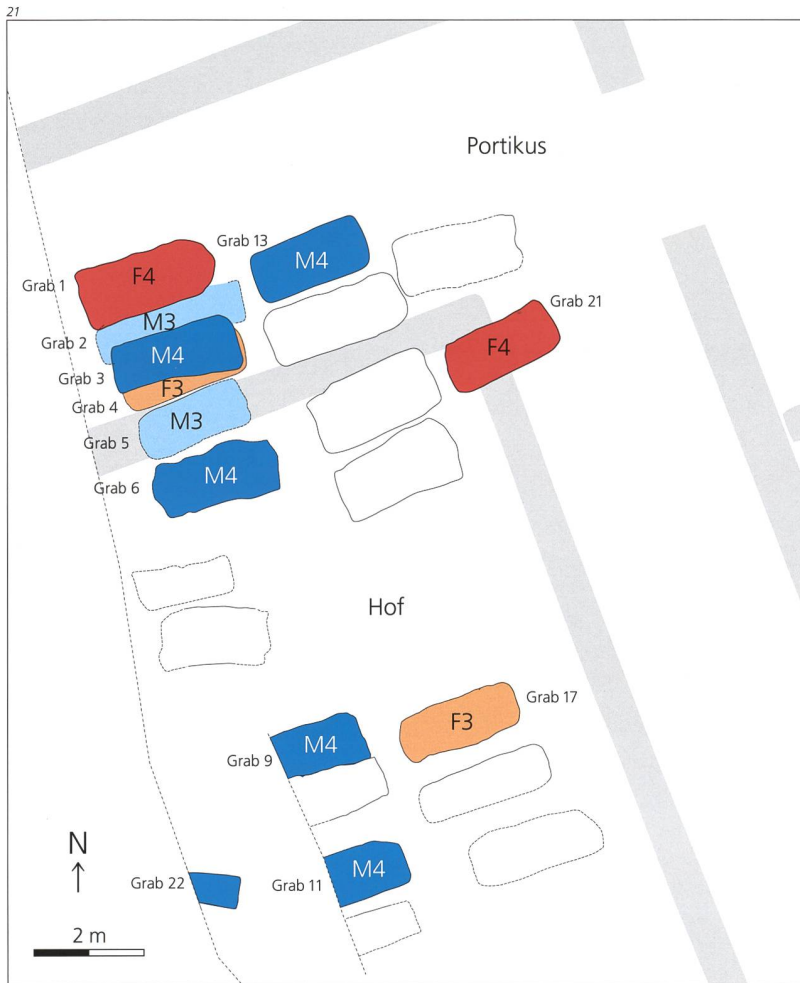 21
Portikus
Grab 13
M4
F4
Grab 1
Grab 21
M3
Grab 2
F4
M4
Grab 3
F3
Grab 4
M3
Grab 5
M4
Grab 6
Hof
Grab 17
F3
M4
Grab 9
N
M4
Grab 22
Grab 11
2 m